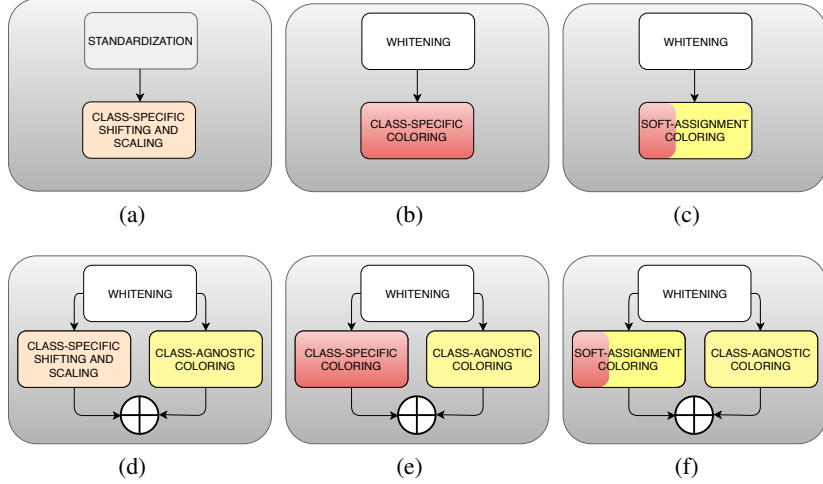 STANDARDIZATION
CLASS-SPECIFIC
SHIFTING AND
SCALING
(a)
WHITENING
CLASS-SPECIFIC
COLORING
(b)
WHITENING
SOFT-ASSIGNMENT
COLORING
(c)
WHITENING
CLASS-SPECIFIC
SHIFTING AND
SCALING
CLASS-AGNOSTIC
COLORING
(d)
WHITENING
CLASS-SPECIFIC
COLORING
CLASS-AGNOSTIC
COLORING
(e)
WHITENING
SOFT-ASSIGNMENT
COLORING
CLASS-AGNOSTIC
COLORING
(f)